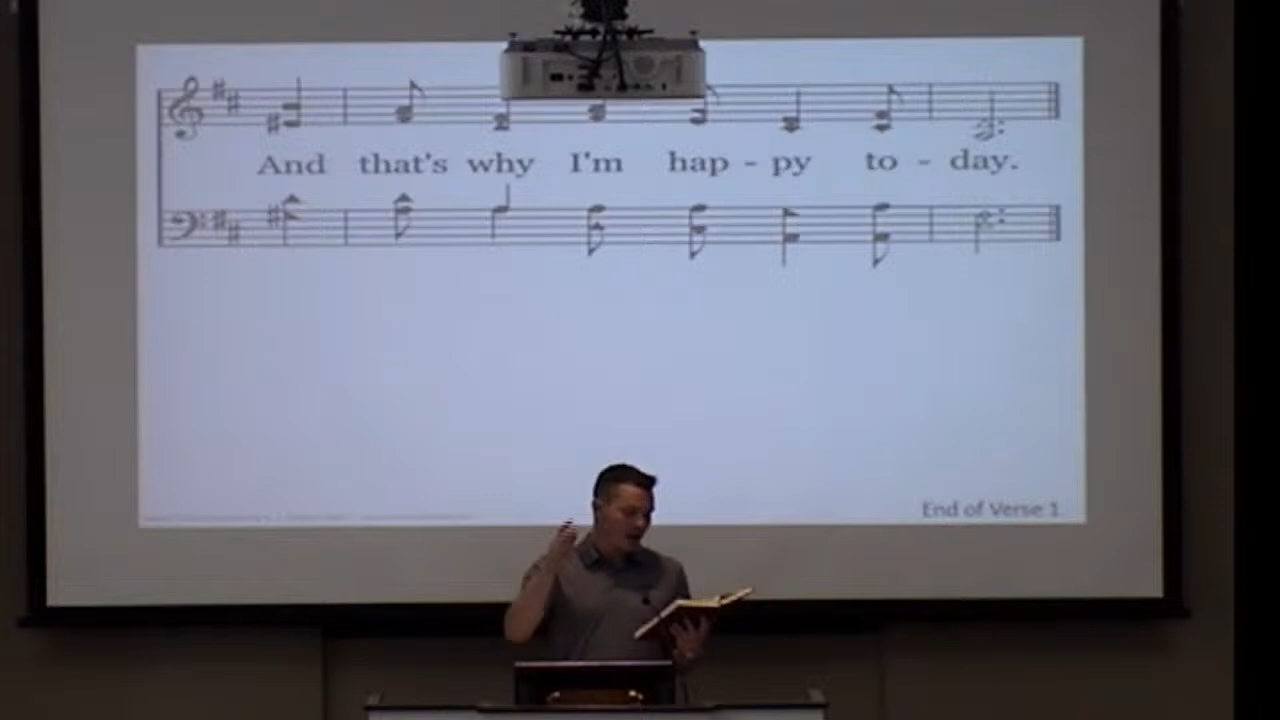 And that's why I'm hap - py to - day.
End of Verse 1